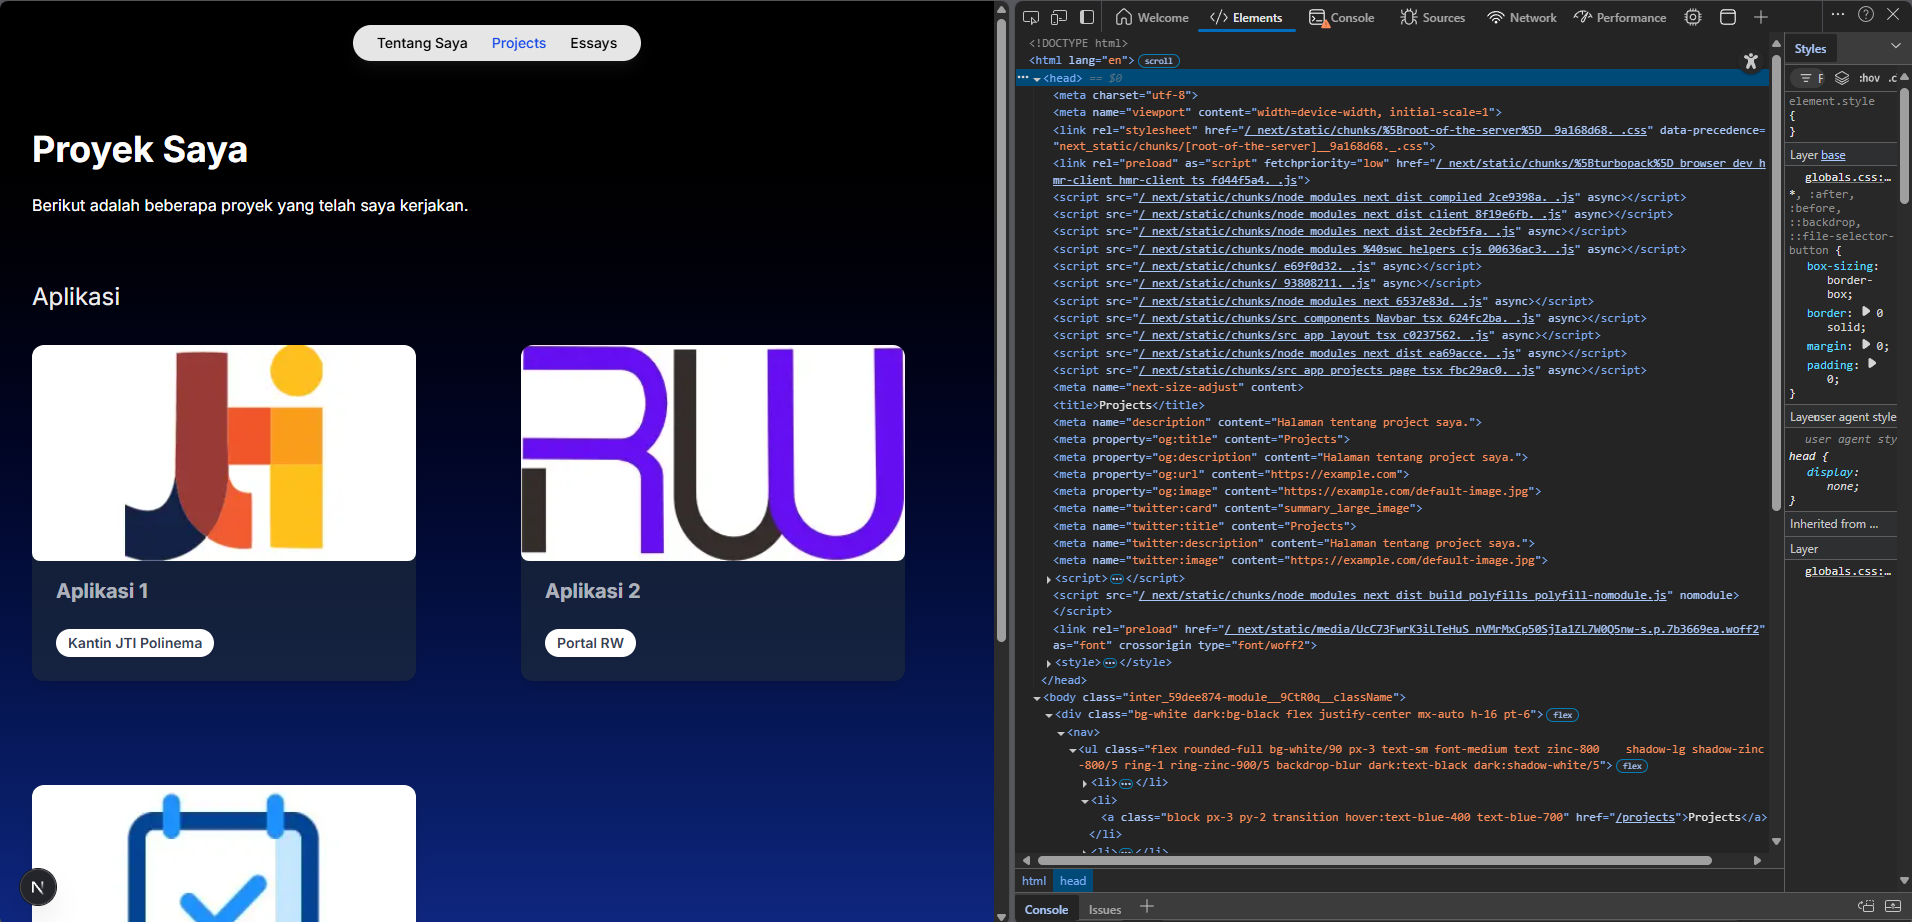 Tentang Saya Projects Essays
Proyek Saya
Berikut adalah beberapa proyek yang telah saya kerjakan.
Aplikasi
JTi
RW
Aplikasi 1
Kantin JTI Polinema
Aplikasi 2
Portal RW
N
Welcome Elements Console Sources Network Performance
<!DOCTYPE html>
<html lang="en"> scroll
<head> == $0
<meta charset="utf-8">
<meta name="viewport" content="width=device-width, initial-scale=1">
<link rel="stylesheet" href="/_next/static/chunks/%5Broot-of-the-server%5D__9a168d68._.css" data-precedence=
"next_static/chunks/[root-of-the-server]__9a168d68._.css">
<link rel="preload" as="script" fetchpriority="low" href="/_next/static/chunks/%5Bturbopack%5D_browser_dev_h
mr-client_hmr-client_ts_fd44f5a4._.js">
<script src="/_next/static/chunks/node_modules_next_dist_compiled_2ce9398a._.js" async></script>
<script src="/_next/static/chunks/node_modules_next_dist_client_8f19e6fb._.js" async></script>
<script src="/_next/static/chunks/node_modules_next_dist_2ecbf5fa._.js" async></script>
<script src="/_next/static/chunks/node_modules_%40swc_helpers_cjs_00636ac3._.js" async></script>
<script src="/_next/static/chunks/_e69f0d32._.js" async></script>
<script src="/_next/static/chunks/_93808211._.js" async></script>
<script src="/_next/static/chunks/node_modules_next_6537e83d._.js" async></script>
<script src="/_next/static/chunks/src_components_Navbar_tsx_624fc2ba._.js" async></script>
<script src="/_next/static/chunks/src_app_layout_tsx_c0237562._.js" async></script>
<script src="/_next/static/chunks/node_modules_next_dist_ea69acce._.js" async></script>
<script src="/_next/static/chunks/src_app_projects_page_tsx_fbc29ac0._.js" async></script>
<meta name="next-size-adjust" content>
<title>Projects</title>
<meta name="description" content="Halaman tentang project saya.">
<meta property="og:title" content="Projects">
<meta property="og:description" content="Halaman tentang project saya.">
<meta property="og:url" content="https://example.com">
<meta property="og:image" content="https://example.com/default-image.jpg">
<meta name="twitter:card" content="summary_large_image">
<meta name="twitter:title" content="Projects">
<meta name="twitter:description" content="Halaman tentang project saya.">
<meta name="twitter:image" content="https://example.com/default-image.jpg">
<script>…</script>
<script src="/_next/static/chunks/node_modules_next_dist_build_polyfills_polyfill-nomodule.js" nomodule>
</script>
<link rel="preload" href="/_next/static/media/UcC73FwrK3iLTeHuS_nVMrMxCp50SjIa1ZL7W0Q5nw-s.p.7b3669ea.woff2"
as="font" crossorigin type="font/woff2">
<style>…</style>
</head>
<body class="inter_59dee874-module__9CtR0q__className">
<div class="bg-white dark:bg-black flex justify-center mx-auto h-16 pt-6"> flex
<nav>
<ul class="flex rounded-full bg-white/90 px-3 text-sm font-medium text zinc-800 shadow-lg shadow-zinc
-800/5 ring-1 ring-zinc-900/5 backdrop-blur dark:text-black dark:shadow-white/5"> flex
<li>…</li>
<li>
<a class="block px-3 py-2 transition hover:text-blue-400 text-blue-700" href="/projects">Projects</a>
</li>
<li>…</li>
html head
Console Issues
Styles
F :hov .c
element.style
{
}
Layer base
globals.css:…
*, :after,
:before,
::backdrop,
::file-selector-
button {
box-sizing:
border-
box;
border: 0
solid;
margin: 0;
padding:
0;
}
Layer user agent style
user agent sty
head {
display:
none;
}
Inherited from …
Layer
globals.css:…